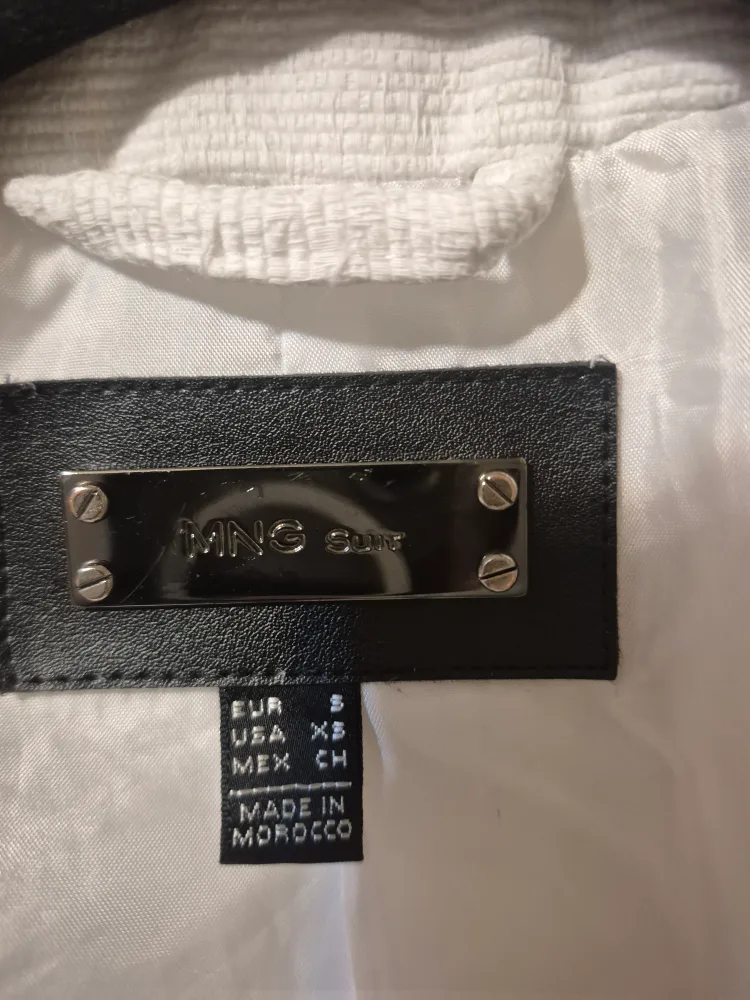 MNG Suit
EUR S
USA XS
MEX CH
MADE IN
MOROCCO